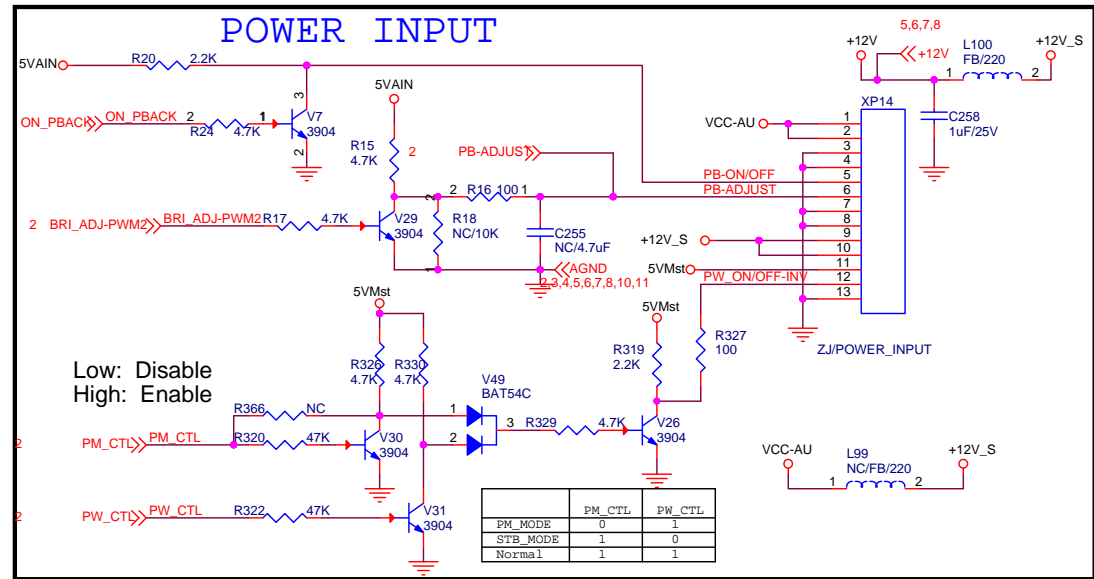 POWER INPUT
5,6,7,8
+12V
+12V
L100
FB/220
+12V_S
1
2
5VAIN
R20
2.2K
ON_PBACK
ON_PBACK
2
R24
4.7K
1
3
2
V7
3904
5VAIN
R15
4.7K
2
PB-ADJUST
VCC-AU
XP14
C258
1uF/25V
1
2
3
4
5
6
7
8
9
10
11
12
13
PB-ON/OFF
PB-ADJUST
2
BRI_ADJ-PWM2
BRI_ADJ-PWM2
R17
4.7K
V29
3904
2
R18
NC/10K
1
2
R16
100
1
C255
NC/4.7uF
AGND
2,3,4,5,6,7,8,10,11
+12V_S
5VMst
PW_ON/OFF-INV
ZJ/POWER_INPUT
5VMst
5VMst
R326
4.7K
R330
4.7K
R319
2.2K
R327
100
Low: Disable
High: Enable
V49
BAT54C
1
2
3
R366
NC
2
PM_CTL
PM_CTL
R320
47K
V30
3904
R329
4.7K
V26
3904
2
PW_CTL
PW_CTL
R322
47K
V31
3904
VCC-AU
L99
NC/FB/220
+12V_S
1
2
PM_CTL PW_CTL
PM_MODE 0 1
STB_MODE 1 0
Normal 1 1